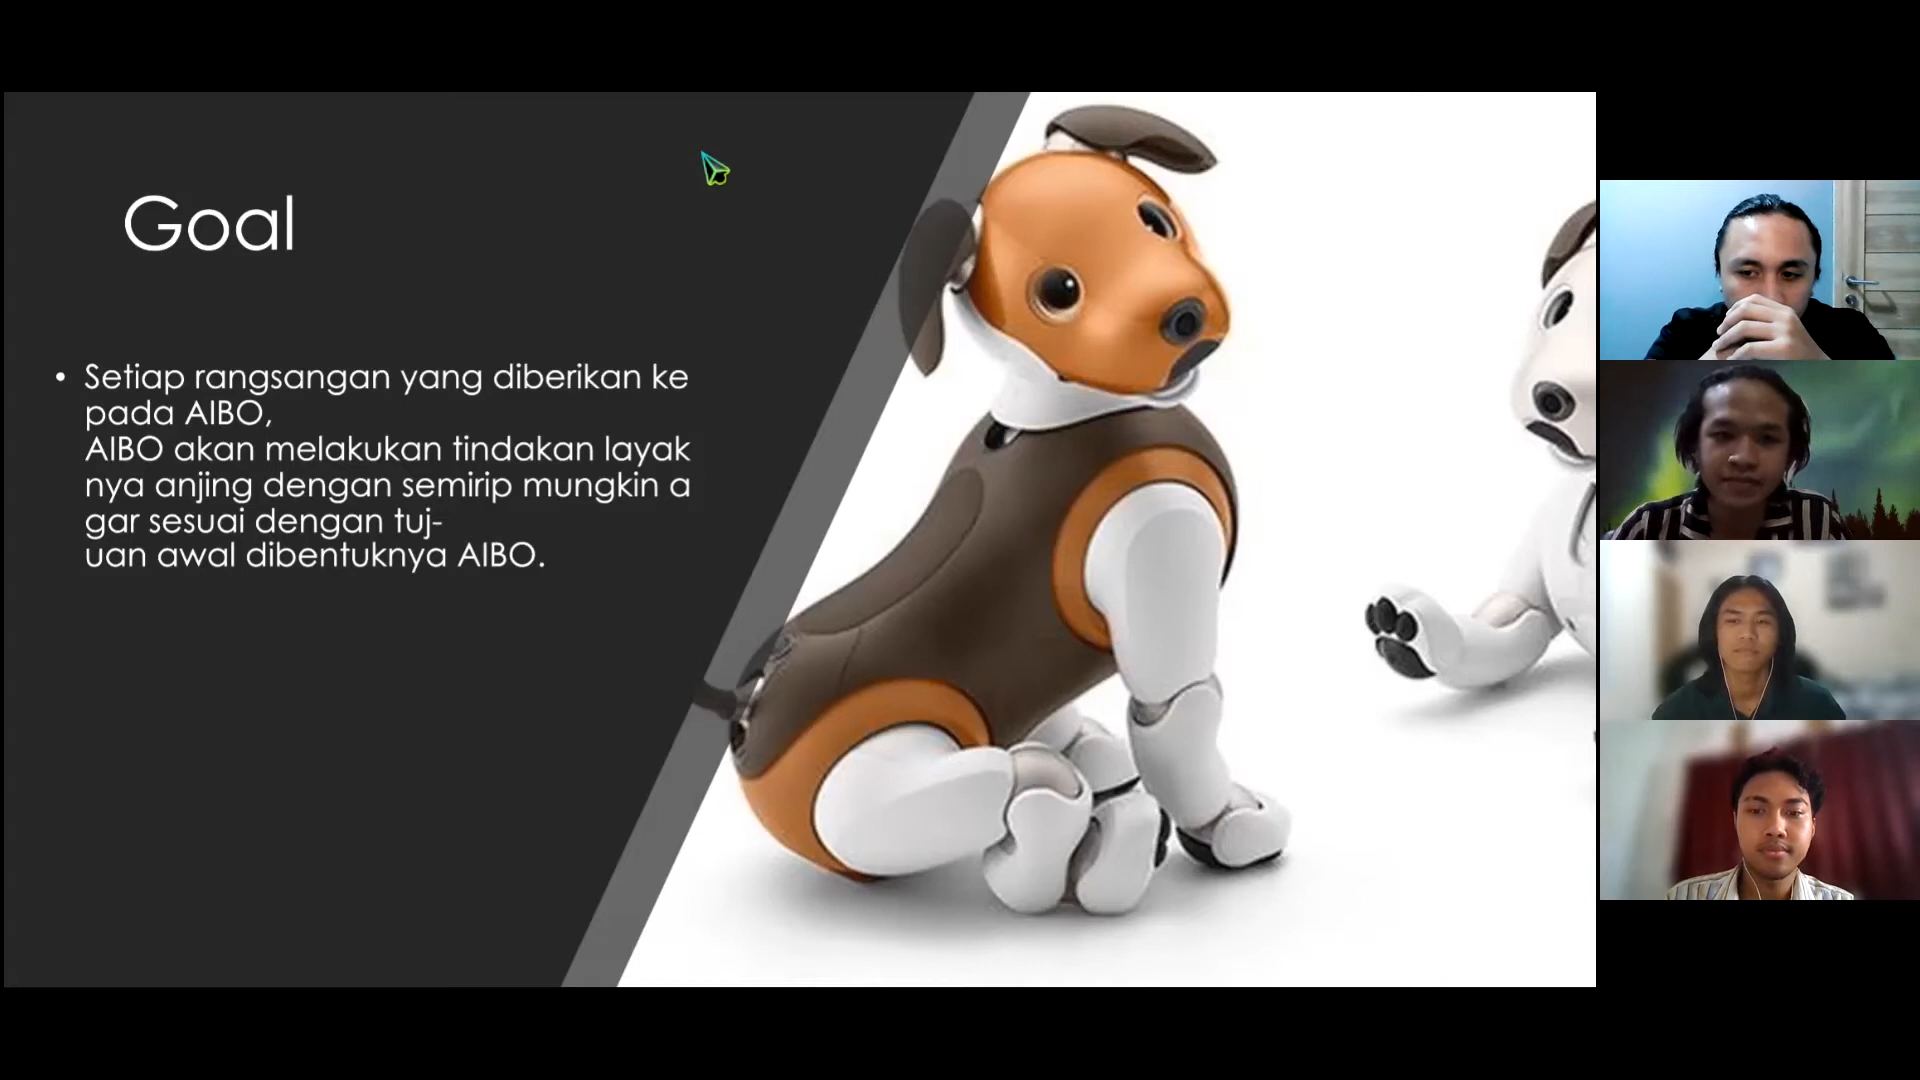 Goal
• Setiap rangsangan yang diberikan ke
pada AIBO,
AIBO akan melakukan tindakan layak
nya anjing dengan semirip mungkin a
gar sesuai dengan tuj-
uan awal dibentuknya AIBO.